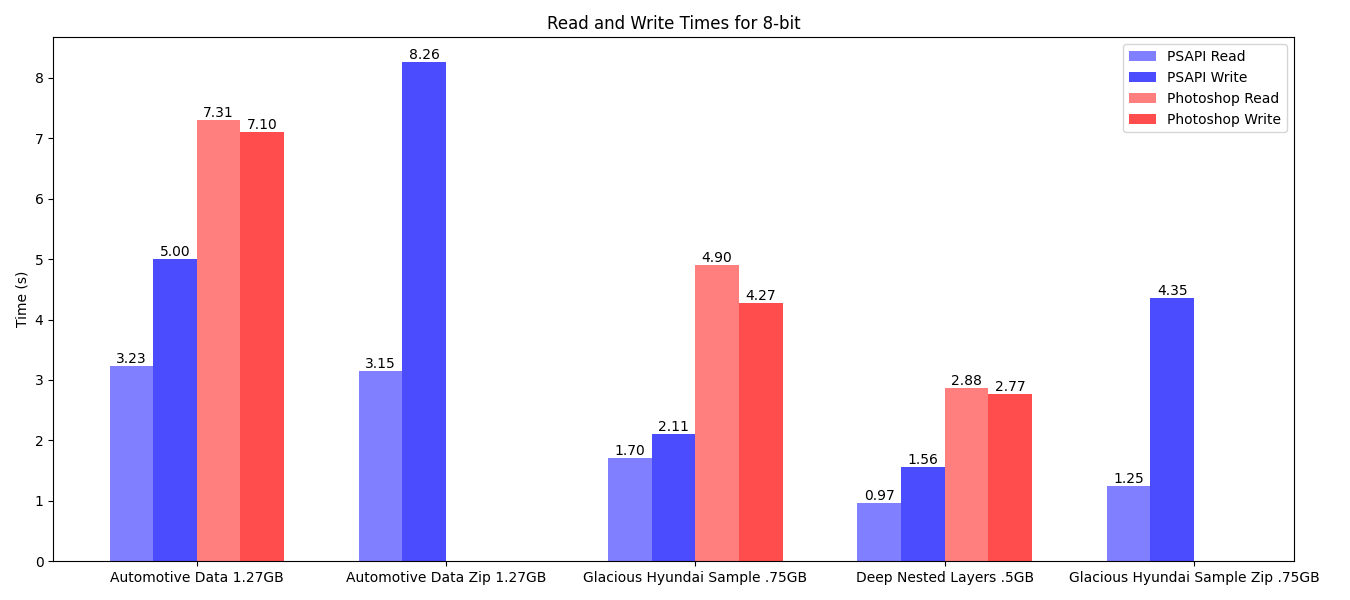 Read and Write Times for 8-bit
PSAPI Read
PSAPI Write
Photoshop Read
Photoshop Write
Time (s)
8
7
6
5
4
3
2
1
0
3.23
5.00
7.31
7.10
3.15
8.26
1.70
2.11
4.90
4.27
0.97
1.56
2.88
2.77
1.25
4.35
Automotive Data 1.27GB
Automotive Data Zip 1.27GB
Glacious Hyundai Sample .75GB
Deep Nested Layers .5GB
Glacious Hyundai Sample Zip .75GB